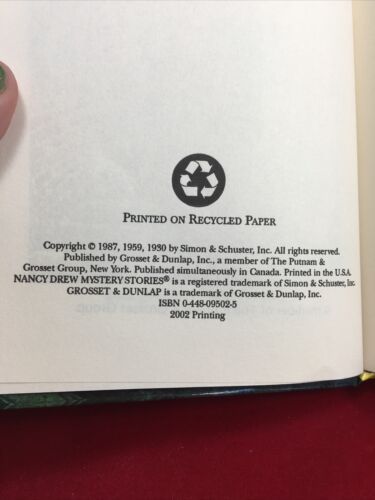 PRINTED ON RECYCLED PAPER
Copyright © 1987, 1959, 1930 by Simon & Schuster, Inc. All rights reserved.
Published by Grosset & Dunlap, Inc., a member of The Putnam &
Grosset Group, New York. Published simultaneously in Canada. Printed in the U.S.A.
NANCY DREW MYSTERY STORIES® is a registered trademark of Simon & Schuster, Inc.
GROSSET & DUNLAP is a trademark of Grosset & Dunlap, Inc.
ISBN 0-448-09502-5
2002 Printing